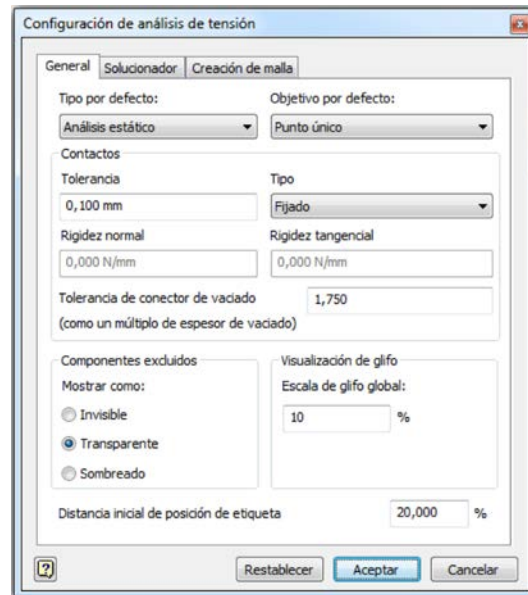 Configuración de análisis de tensión
General Solucionador Creación de malla
Tipo por defecto: Objetivo por defecto:
Análisis estático Punto único
Contactos
Tolerancia Tipo
0,100 mm Fijado
Rigidez normal Rigidez tangencial
0,000 N/mm 0,000 N/mm
Tolerancia de conector de vaciado 1,750
(como un múltiplo de espesor de vaciado)
Componentes excluidos Visualización de glifo
Mostrar como: Escala de glifo global:
Invisible 10 %
Transparente
Sombreado
Distancia inicial de posición de etiqueta 20,000 %
? Restablecer Aceptar Cancelar